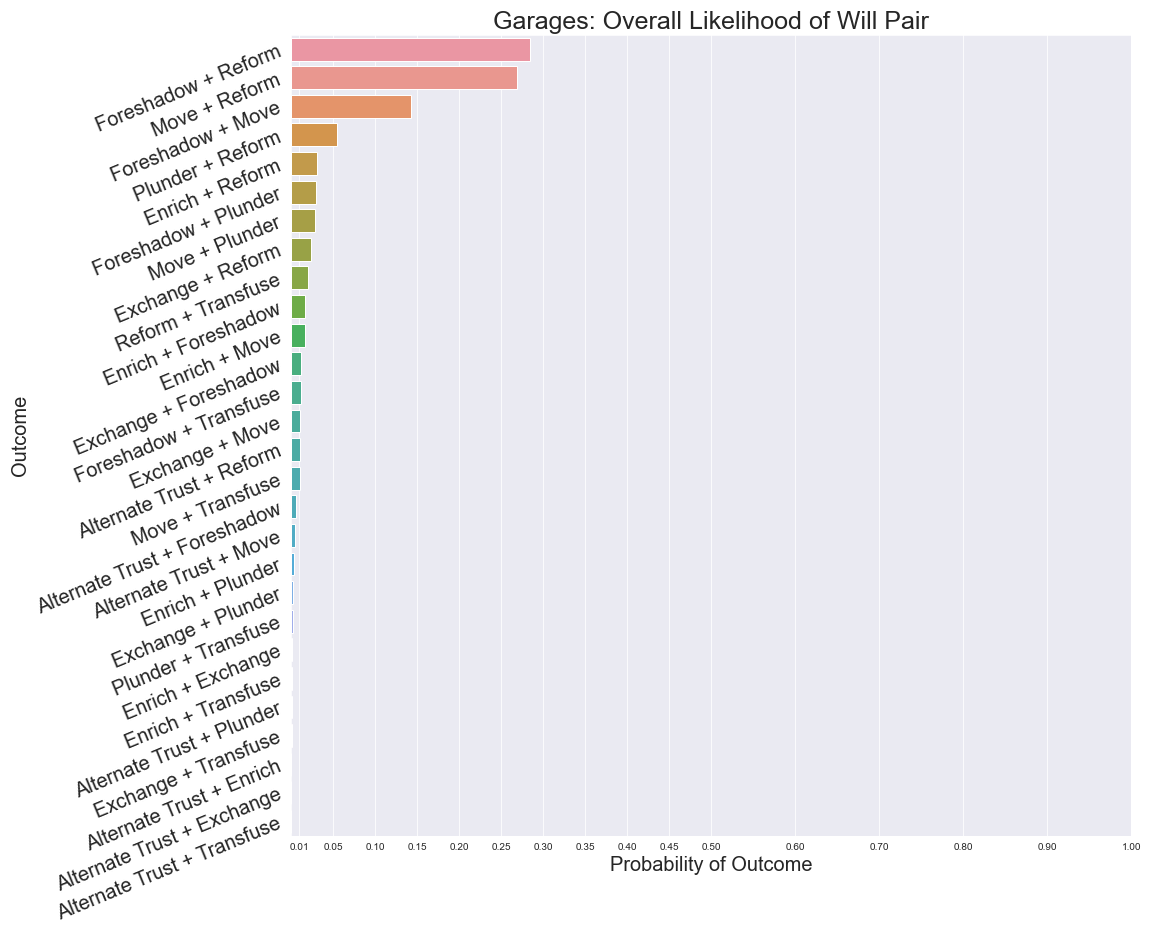 Garages: Overall Likelihood of Will Pair
Foreshadow + Reform
Move + Reform
Foreshadow + Move
Plunder + Reform
Enrich + Reform
Foreshadow + Plunder
Move + Plunder
Exchange + Reform
Reform + Transfuse
Enrich + Foreshadow
Enrich + Move
Exchange + Foreshadow
Foreshadow + Transfuse
Exchange + Move
Alternate Trust + Reform
Move + Transfuse
Alternate Trust + Foreshadow
Alternate Trust + Move
Enrich + Plunder
Exchange + Plunder
Plunder + Transfuse
Enrich + Exchange
Enrich + Transfuse
Alternate Trust + Plunder
Exchange + Transfuse
Alternate Trust + Enrich
Alternate Trust + Exchange
Alternate Trust + Transfuse
Outcome
0.01 0.05 0.10 0.15 0.20 0.25 0.30 0.35 0.40 0.45 0.50 0.60 0.70 0.80 0.90 1.00
Probability of Outcome